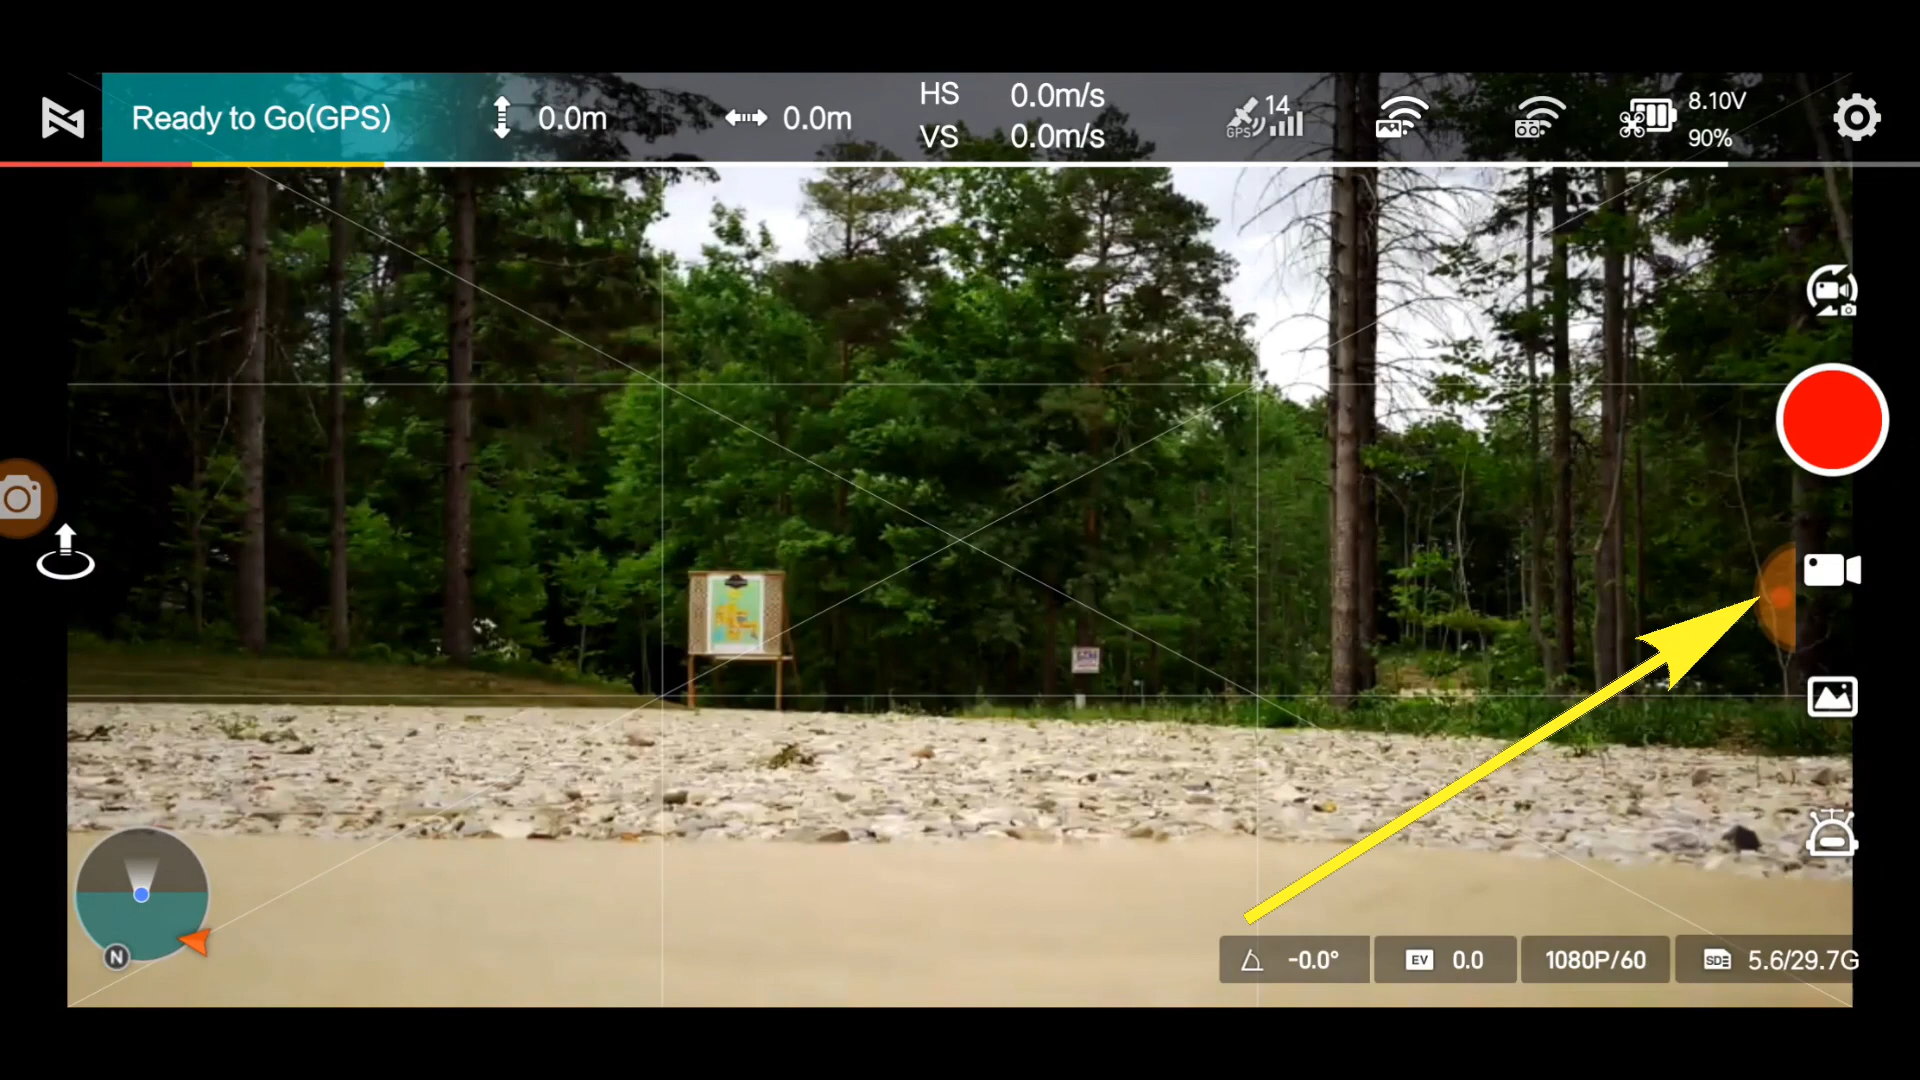 Ready to Go(GPS)
0.0m
0.0m
HS 0.0m/s
VS 0.0m/s
GPS 14
8.10V
90%
N
-0.0°
EV 0.0
1080P/60
SD 5.6/29.7G